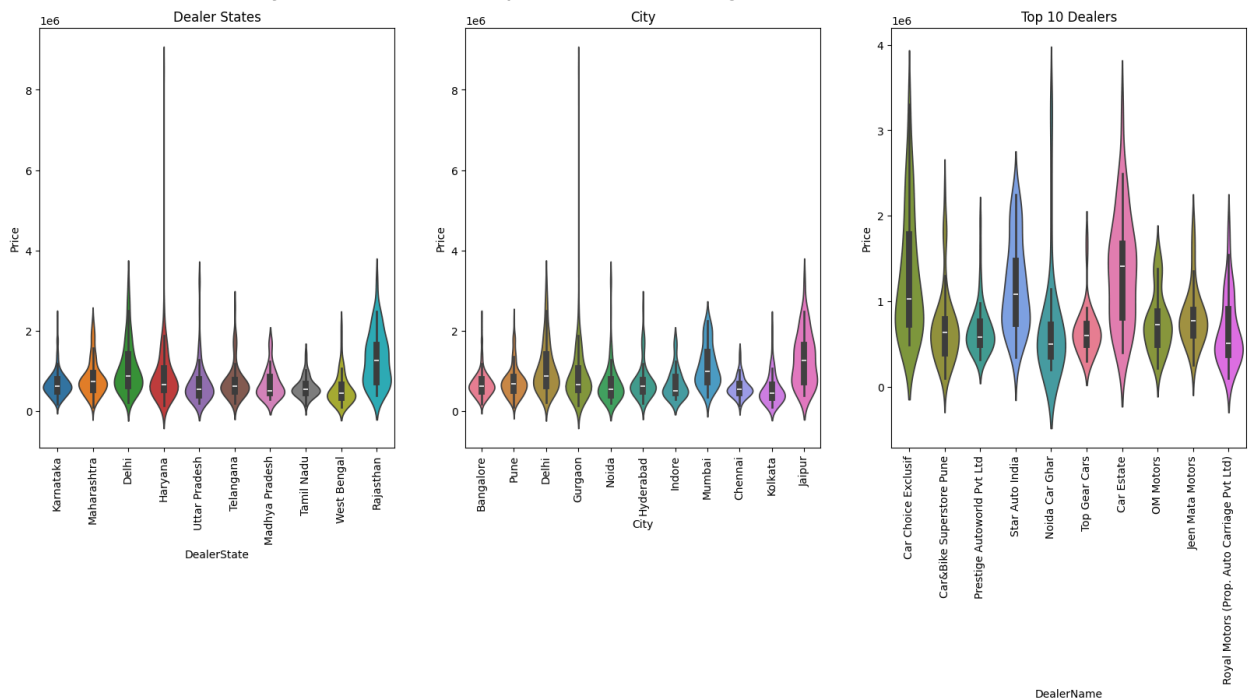 Dealer States
City
Top 10 Dealers
1e6
1e6
1e6
8
6
4
2
0
Price
Karnataka
Maharashtra
Delhi
Haryana
Uttar Pradesh
Telangana
Madhya Pradesh
Tamil Nadu
West Bengal
Rajasthan
DealerState
8
6
4
2
0
Price
Bangalore
Pune
Delhi
Gurgaon
Noida
Hyderabad
Indore
Mumbai
Chennai
Kolkata
Jaipur
City
4
3
2
1
0
Price
Car Choice Exclusif
Car&Bike Superstore Pune
Prestige Autoworld Pvt Ltd
Star Auto India
Noida Car Ghar
Top Gear Cars
Car Estate
OM Motors
Jeen Mata Motors
Royal Motors (Prop. Auto Carriage Pvt Ltd)
DealerName